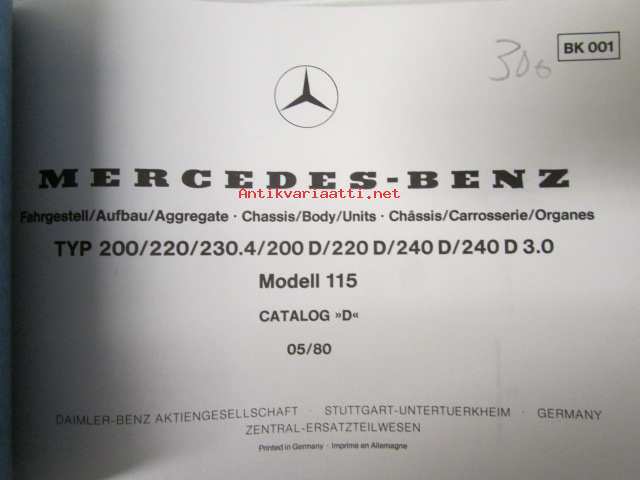 306
BK 001
MERCEDES-BENZ
Antikvariaatti.net
Fahrgestell/Aufbau/Aggregate · Chassis/Body/Units · Châssis/Carrosserie/Organes
TYP 200/220/230.4/200 D/220 D/240 D/240 D 3.0
Modell 115
CATALOG »D«
05/80
DAIMLER-BENZ AKTIENGESELLSCHAFT · STUTTGART-UNTERTUERKHEIM · GERMANY
ZENTRAL-ERSATZTEILWESEN
Printed in Germany · Imprimé en Allemagne